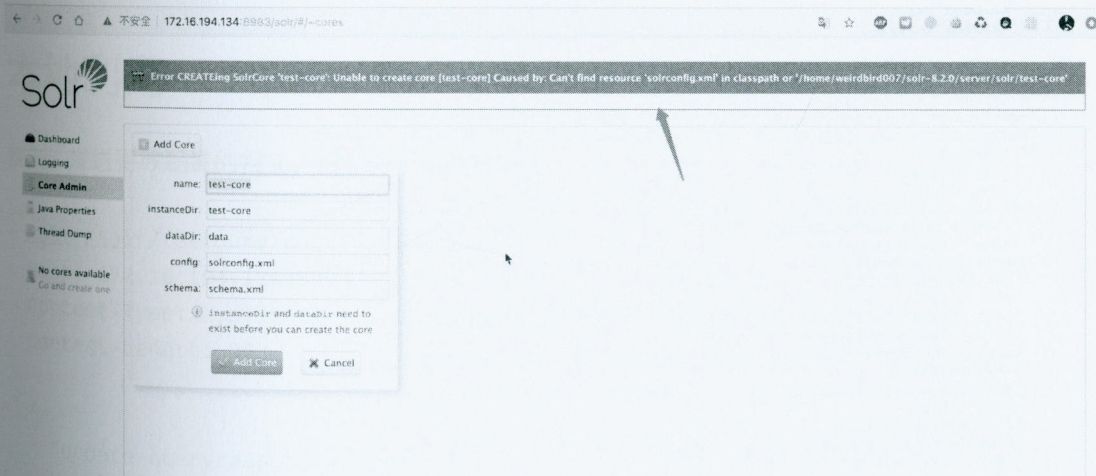 不安全 172.16.194.134:8983/solr/#/~cores
Solr
Error CREATEing SolrCore 'test-core': Unable to create core [test-core] Caused by: Can't find resource 'solrconfig.xml' in classpath or '/home/weirdbird007/solr-8.2.0/server/solr/test-core'
Dashboard
Logging
Core Admin
Java Properties
Thread Dump
No cores available
Go and create one
Add Core
name: test-core
instanceDir: test-core
dataDir: data
config: solrconfig.xml
schema: schema.xml
instanceDir and dataDir need to
exist before you can create the core
Add Core
Cancel